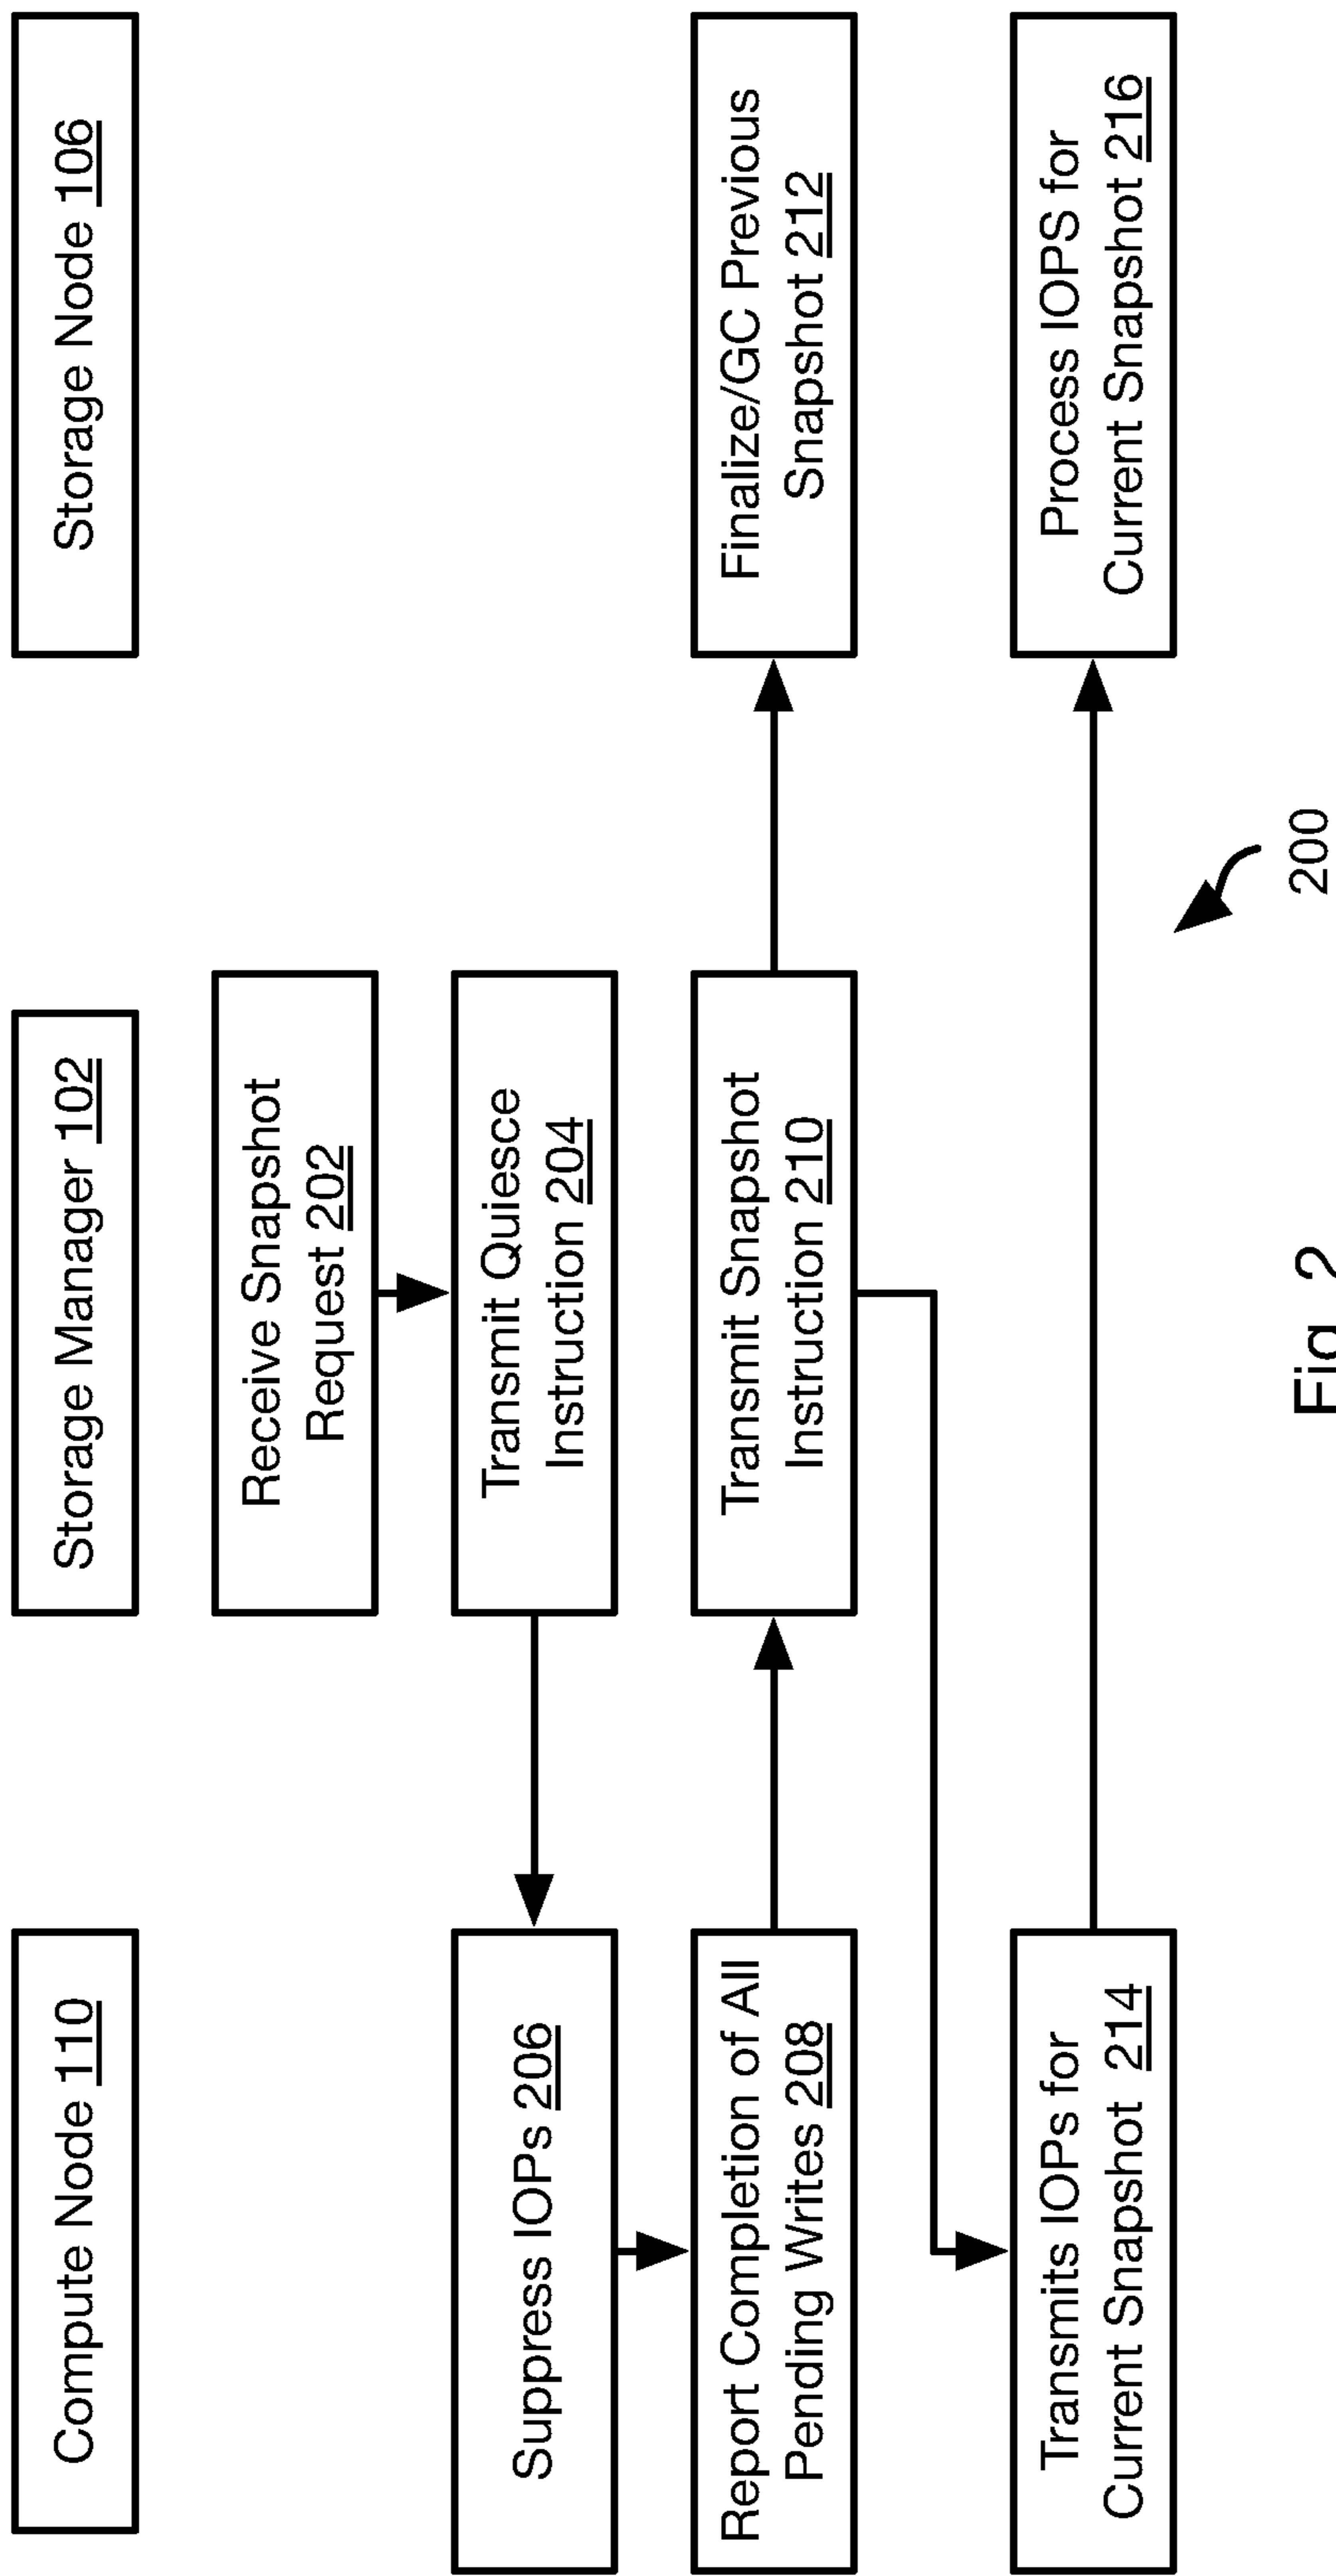 Compute Node 110
Storage Manager 102
Storage Node 106
Receive Snapshot
Request 202
Transmit Quiesce
Instruction 204
Suppress IOPs 206
Report Completion of All
Pending Writes 208
Transmit Snapshot
Instruction 210
Finalize/GC Previous
Snapshot 212
Transmits IOPs for
Current Snapshot 214
Process IOPS for
Current Snapshot 216
200
Fig. 2